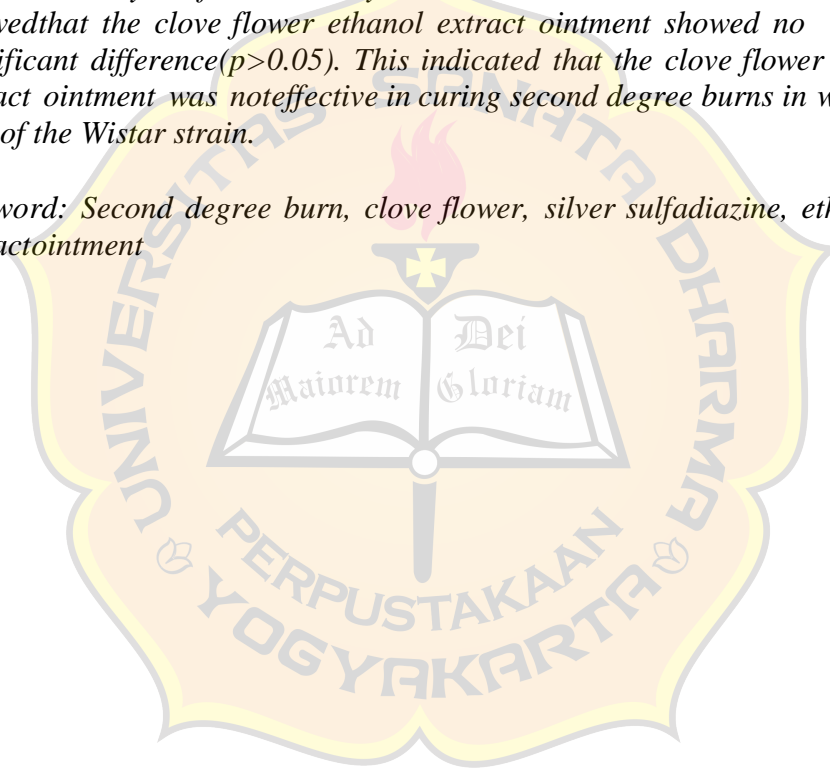 vedthat the clove flower ethanol extract ointment showed no
ificant difference(p>0.05). This indicated that the clove flower
act ointment was noteffective in curing second degree burns in w
of the Wistar strain.
word: Second degree burn, clove flower, silver sulfadiazine, eth
actointment
UNIVERSITAS SANATA DHARMA
Ad Dei
Maiorem Gloriam
PERPUSTAKAAN
YOGYAKARTA